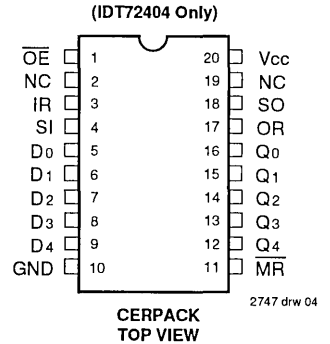 (IDT72404 Only)
OE 1 20 Vcc
NC 2 19 NC
IR 3 18 SO
SI 4 17 OR
D0 5 16 Q0
D1 6 15 Q1
D2 7 14 Q2
D3 8 13 Q3
D4 9 12 Q4
GND 10 11 MR
2747 drw 04
CERPACK
TOP VIEW